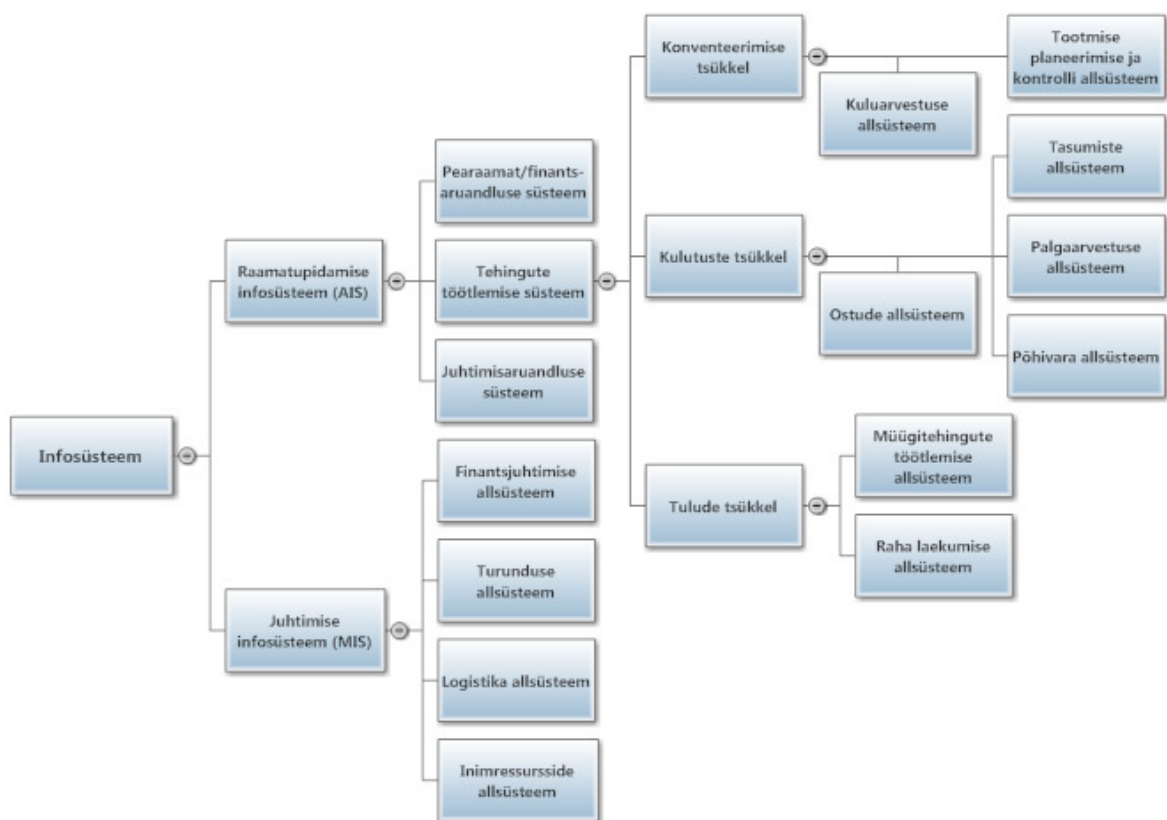 Infosüsteem
Raamatupidamise
infosüsteem (AIS)
Pearaamat/finants-
aruandluse süsteem
Tehingute
töötlemise süsteem
Konventeerimise
tsükkel
Kuluarvestuse
allsüsteem
Tootmise
planeerimise ja
kontrolli allsüsteem
Kulutuste tsükkel
Ostude allsüsteem
Tasumiste
allsüsteem
Palgaarvestuse
allsüsteem
Põhivara allsüsteem
Tulude tsükkel
Müügitehingute
töötlemise
allsüsteem
Raha laekumise
allsüsteem
Juhtimisaruandluse
süsteem
Juhtimise
infosüsteem (MIS)
Finantsjuhtimise
allsüsteem
Turunduse
allsüsteem
Logistika allsüsteem
Inimressursside
allsüsteem